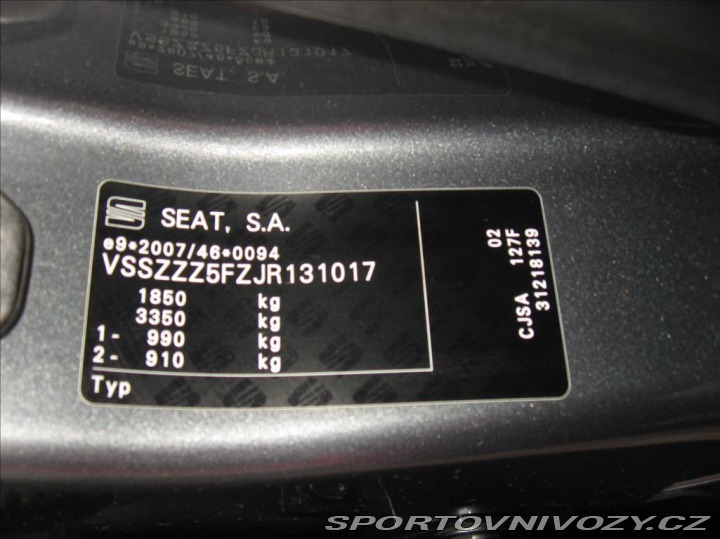 SEAT, S.A.
e9*2007/46*0094
VSSZZZ5FZJR131017
1850 kg
3350 kg
1- 990 kg
2- 910 kg
Typ
02
CJSA 127F
31218139
SPORTOVNIVOZY.CZ